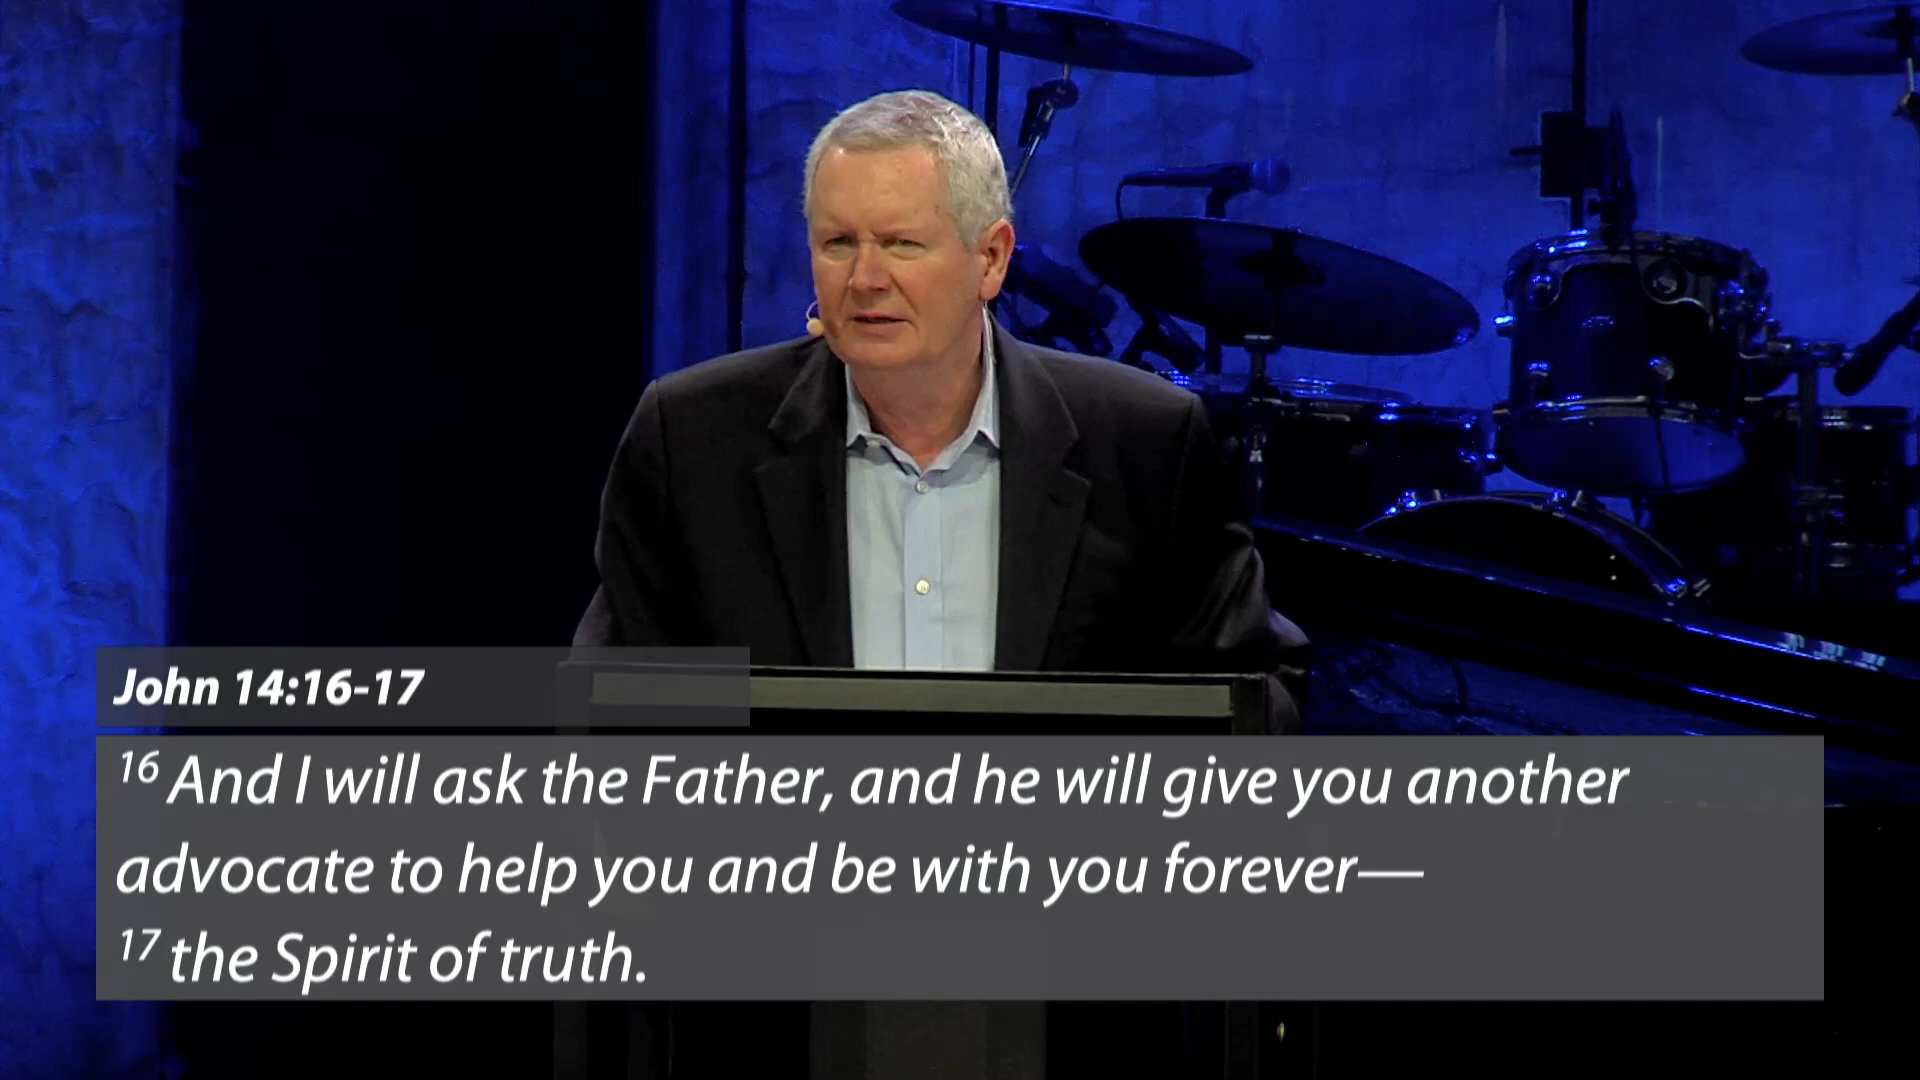 John 14:16-17
16 And I will ask the Father, and he will give you another
advocate to help you and be with you forever—
17 the Spirit of truth.